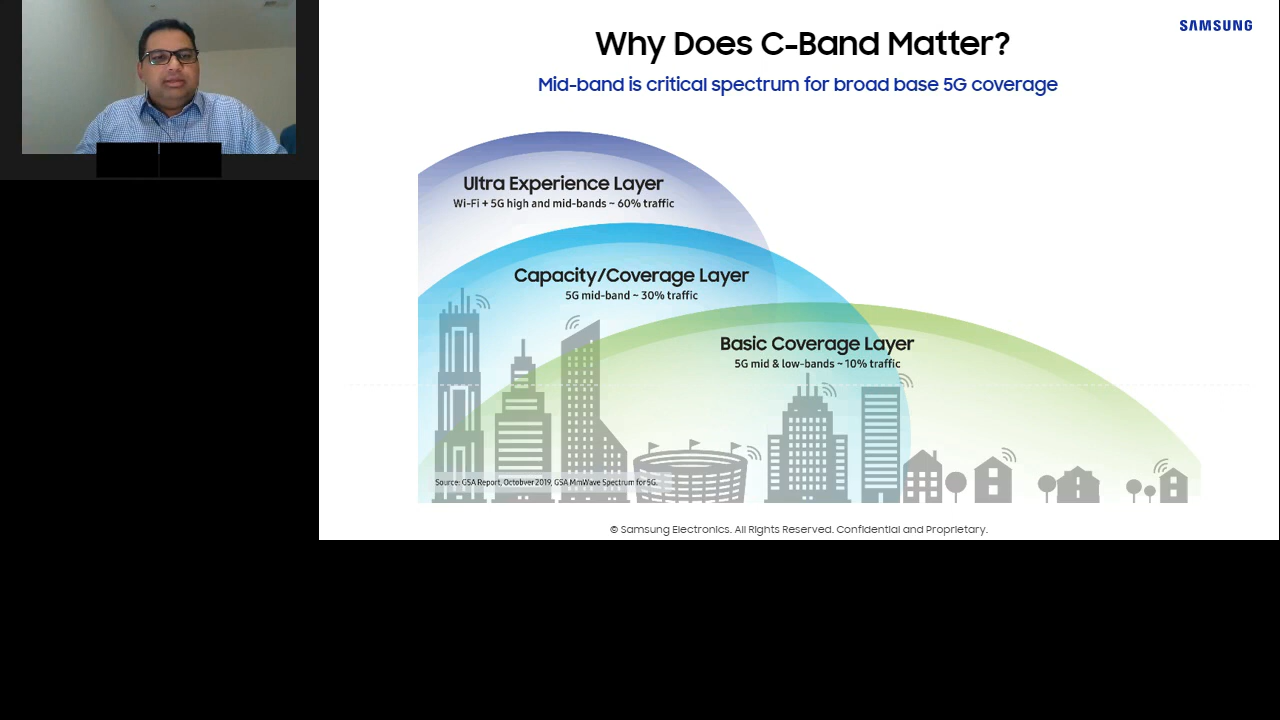 SAMSUNG
Why Does C-Band Matter?
Mid-band is critical spectrum for broad base 5G coverage
Ultra Experience Layer
Wi-Fi + 5G high and mid-bands ~ 60% traffic
Capacity/Coverage Layer
5G mid-band ~ 30% traffic
Basic Coverage Layer
5G mid & low-bands ~ 10% traffic
Source: GSA Report, Octobver 2019, GSA MmWave Spectrum for 5G.
© Samsung Electronics. All Rights Reserved. Confidential and Proprietary.